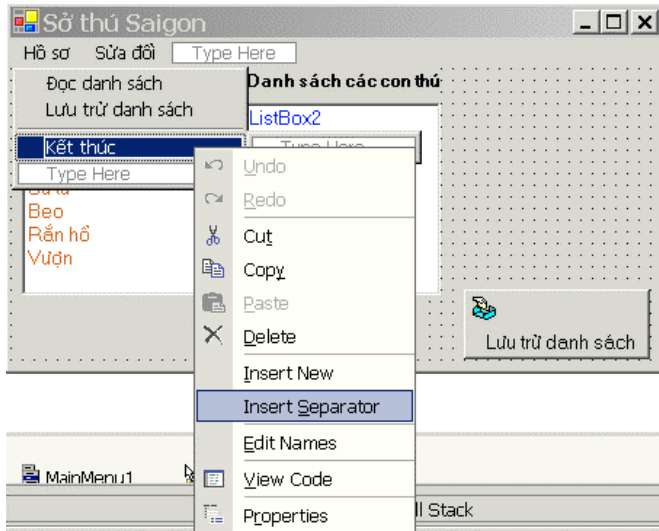 Sở thú Saigon
Hồ sơ Sửa đổi Type Here
Đọc danh sách
Lưu trử danh sách
Kết thúc
Type Here
Danh sách các con thú
ListBox2
Beo
Rắn hổ
Vượn
Undo
Redo
Cut
Copy
Paste
Delete
Insert New
Insert Separator
Edit Names
View Code
Properties
Lưu trử danh sách
MainMenu1
ll Stack